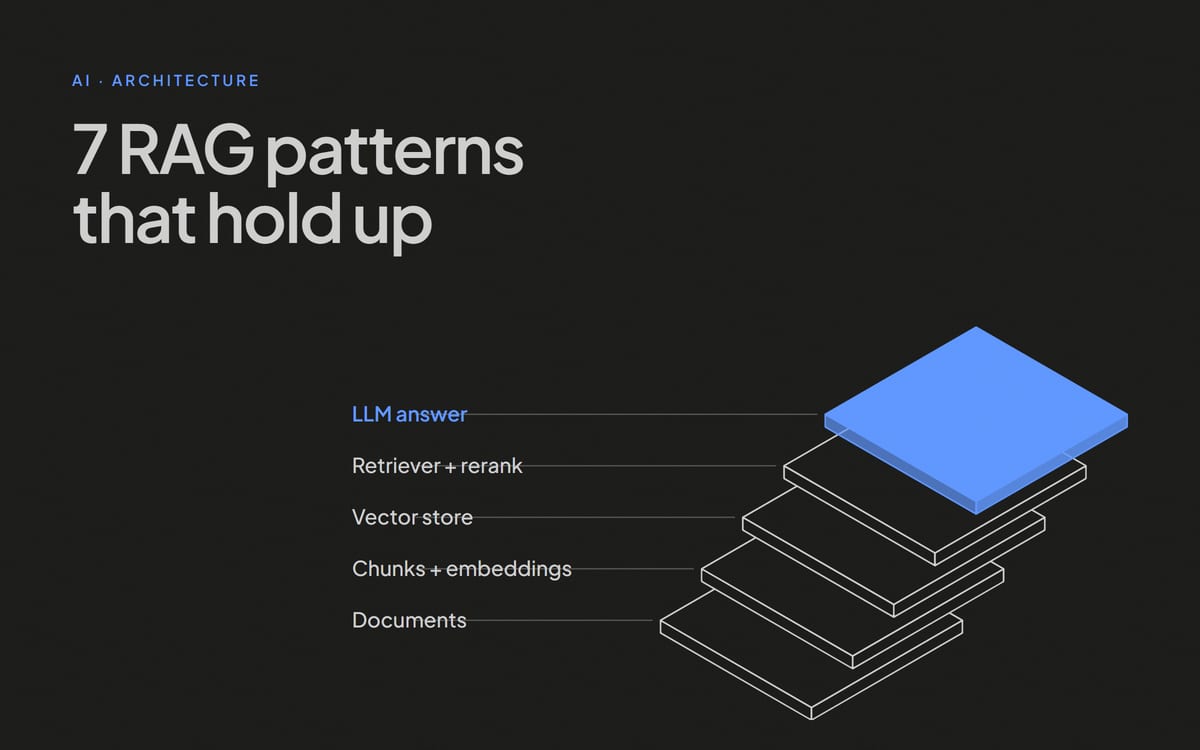 AI · ARCHITECTURE
7 RAG patterns
that hold up
LLM answer
Retriever + rerank
Vector store
Chunks + embeddings
Documents